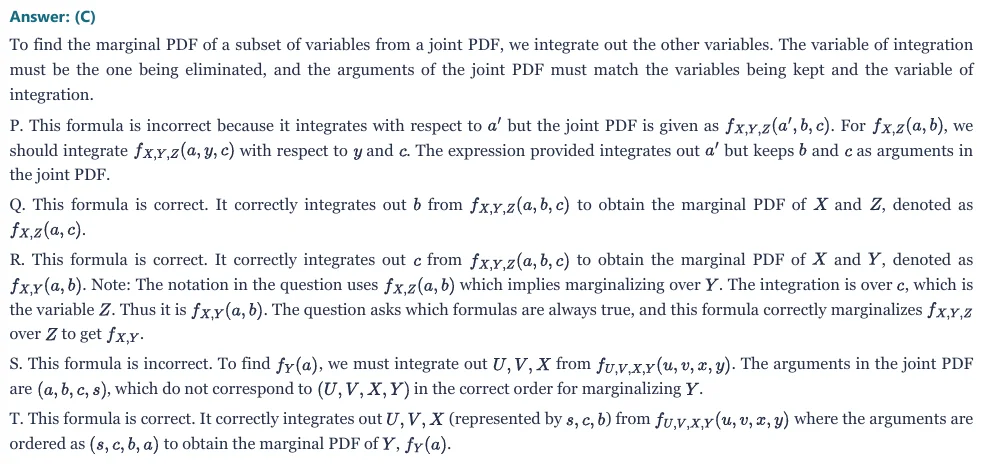 Answer: (C)
To find the marginal PDF of a subset of variables from a joint PDF, we integrate out the other variables. The variable of integration
must be the one being eliminated, and the arguments of the joint PDF must match the variables being kept and the variable of
integration.
P. This formula is incorrect because it integrates with respect to a′ but the joint PDF is given as f_{X,Y,Z}(a′, b, c). For f_{X,Z}(a, b), we
should integrate f_{X,Y,Z}(a, y, c) with respect to y and c. The expression provided integrates out a′ but keeps b and c as arguments in
the joint PDF.
Q. This formula is correct. It correctly integrates out b from f_{X,Y,Z}(a, b, c) to obtain the marginal PDF of X and Z, denoted as
f_{X,Z}(a, c).
R. This formula is correct. It correctly integrates out c from f_{X,Y,Z}(a, b, c) to obtain the marginal PDF of X and Y, denoted as
f_{X,Y}(a, b). Note: The notation in the question uses f_{X,Z}(a, b) which implies marginalizing over Y. The integration is over c, which is
the variable Z. Thus it is f_{X,Y}(a, b). The question asks which formulas are always true, and this formula correctly marginalizes f_{X,Y,Z}
over Z to get f_{X,Y}.
S. This formula is incorrect. To find f_Y(a), we must integrate out U, V, X from f_{U,V,X,Y}(u, v, x, y). The arguments in the joint PDF
are (a, b, c, s), which do not correspond to (U, V, X, Y) in the correct order for marginalizing Y.
T. This formula is correct. It correctly integrates out U, V, X (represented by s, c, b) from f_{U,V,X,Y}(u, v, x, y) where the arguments are
ordered as (s, c, b, a) to obtain the marginal PDF of Y, f_Y(a).